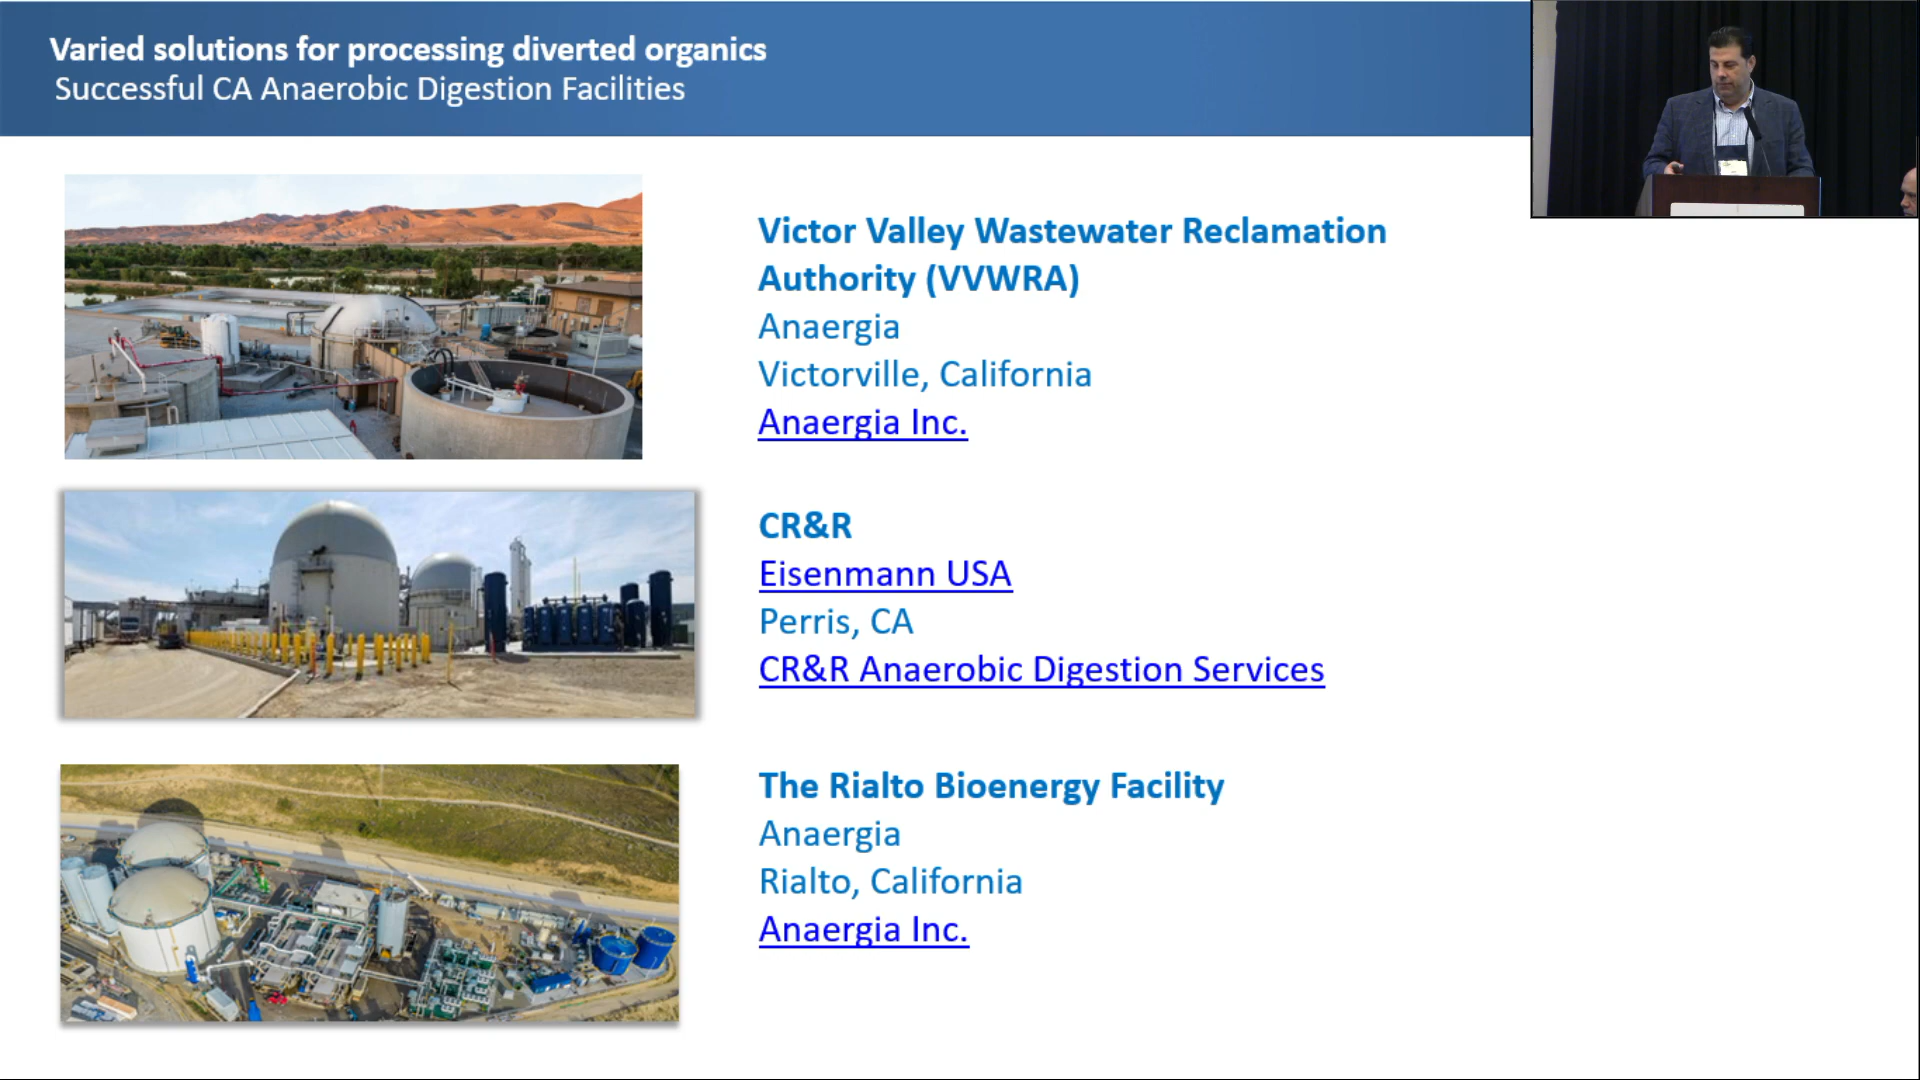 Varied solutions for processing diverted organics
Successful CA Anaerobic Digestion Facilities
Victor Valley Wastewater Reclamation
Authority (VVWRA)
Anaergia
Victorville, California
Anaergia Inc.
CR&R
Eisenmann USA
Perris, CA
CR&R Anaerobic Digestion Services
The Rialto Bioenergy Facility
Anaergia
Rialto, California
Anaergia Inc.